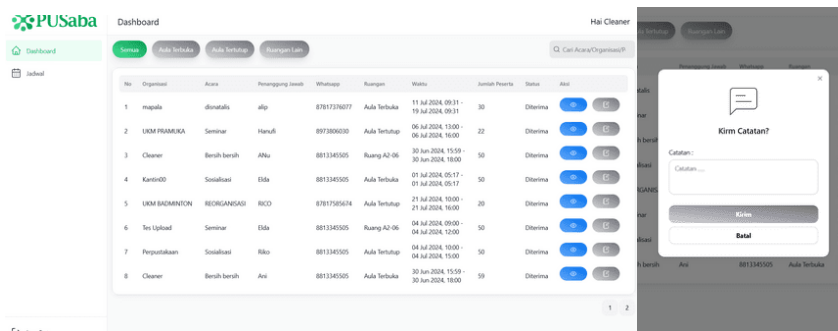 PUSaba
Dashboard
Hai Cleaner
Dashboard
Jadwal
Semua Aula Terbuka Aula Tertutup Ruangan Lain
Cari Acara/Organisasi/P
No Organisasi Acara Penanggung Jawab Whatsapp Ruangan Waktu Jumlah Peserta Status Aksi
1 mapala disnatalis alip 87817376077 Aula Terbuka 11 Jul 2024, 09:31 - 30 Diterima
19 Jul 2024, 09:31
2 UKM PRAMUKA Seminar Hanufi 8973806030 Aula Tertutup 06 Jul 2024, 13:00 - 22 Diterima
06 Jul 2024, 16:00
3 Cleaner Bersih bersih ANu 8813345505 Ruang A2-06 30 Jun 2024, 15:59 - 50 Diterima
30 Jun 2024, 18:00
4 Kantin00 Sosialisasi Elda 8813345505 Aula Terbuka 01 Jul 2024, 05:17 - 50 Diterima
01 Jul 2024, 05:17
5 UKM BADMINTON REORGANISASI RICO 87817585674 Aula Tertutup 21 Jul 2024, 10:00 - 20 Diterima
21 Jul 2024, 16:00
6 Tes Upload Seminar Elda 8813345505 Ruang A2-06 04 Jul 2024, 09:00 - 50 Diterima
04 Jul 2024, 12:00
7 Perpustakaan Sosialisasi Riko 8813345505 Aula Tertutup 04 Jul 2024, 10:00 - 50 Diterima
04 Jul 2024, 15:00
8 Cleaner Bersih bersih Ani 8813345505 Aula Terbuka 30 Jun 2024, 15:59 - 59 Diterima
30 Jun 2024, 18:00
1 2
Ruangan Lain
Penanggung Jawab Whatsapp Ruangan
Kirm Catatan?
Catatan :
Catatan ....
Kirim
Batal
Ani 8813345505 Aula Terbuka